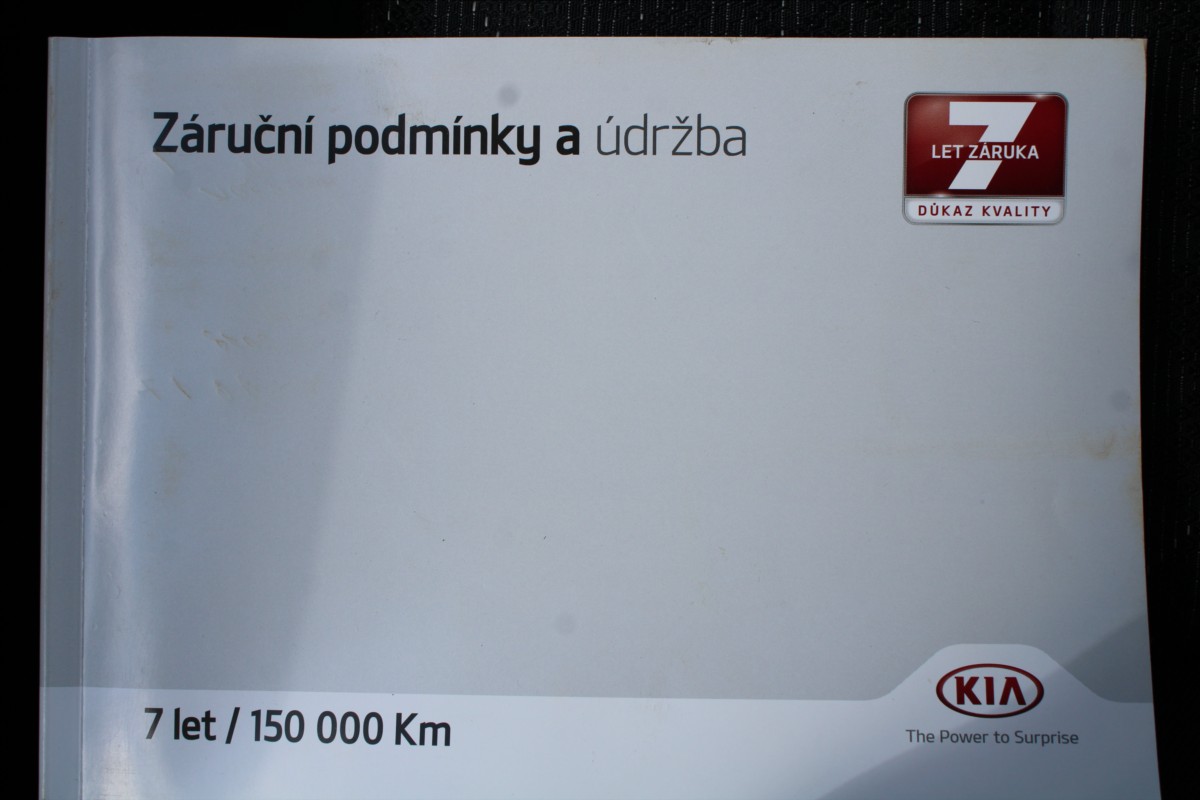 Záruční podmínky a údržba
7
LET ZÁRUKA
DŮKAZ KVALITY
7 let / 150 000 Km
KIA
The Power to Surprise